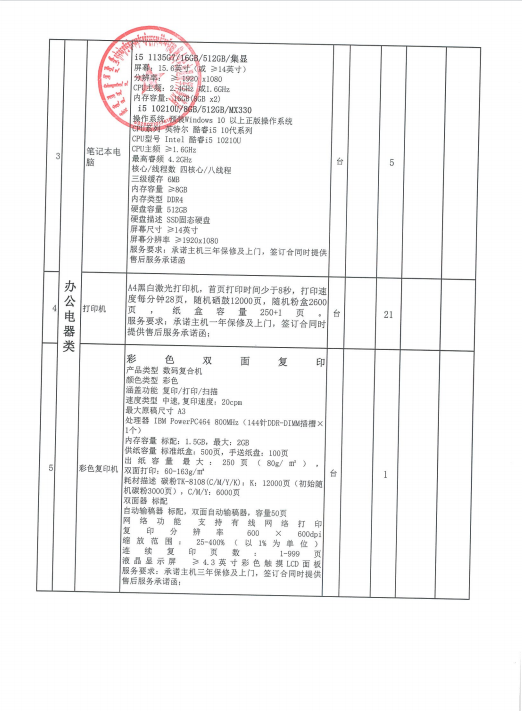 i5 1135G7/16GB/512GB/集显
屏幕 15.6英寸(或 ≥14英寸)
分辨率: ≥ 1920 x1080
CPU主频: 2.4GHz 或1.6GHz
内存容量: 16GB(8GB x2)
i5 10210U/8GB/512GB/MX330
操作系统 预装Windows 10 以上正版操作系统
CPU系列 英特尔 酷睿i5 10代系列
CPU型号 Intel 酷睿i5 10210U
CPU主频 ≥1.6GHz
最高睿频 4.2GHz
核心/线程数 四核心/八线程
三级缓存 6MB
内存容量 ≥8GB
内存类型 DDR4
硬盘容量 512GB
硬盘描述 SSD固态硬盘
屏幕尺寸 ≥14英寸
屏幕分辨率 ≥1920x1080
服务要求:承诺主机三年保修及上门,签订合同时提供
售后服务承诺函
3
笔记本电
脑
台
5
办公电器类
4
打印机
A4黑白激光打印机,首页打印时间少于8秒,打印速
度每分钟28页,随机硒鼓12000页,随机粉盒2600
页,纸盒容量250+1页。
服务要求:承诺主机一年保修及上门,签订合同时
提供售后服务承诺函;
台
21
5
彩色复印机
彩色双面复印
产品类型 数码复合机
颜色类型 彩色
涵盖功能 复印/打印/扫描
速度类型 中速,复印速度:20cpm
最大原稿尺寸 A3
处理器 IBM PowerPC464 800MHz(144针DDR-DIMM插槽×
1个)
内存容量 标配:1.5GB,最大:2GB
供纸容量 标准纸盒:500页,手送纸盘:100页
出纸容量最大:250页(80g/㎡)。
双面打印:60-163g/㎡
耗材描述 碳粉TK-8108(C/M/Y/K):K:12000页(初始随
机碳粉3000页),C/M/Y:6000页
双面器 标配
自动输稿器 标配,双面自动输稿器,容量50页
网络功能 支持有线网络打印
复印分辨率 600×600dpi
缩放范围:25-400%(以1%为单位)
连续复印页数:1-999页
液晶显示屏 ≥4.3英寸彩色触摸LCD面板
服务要求:承诺主机三年保修及上门,签订合同时提供
售后服务承诺函;
台
1